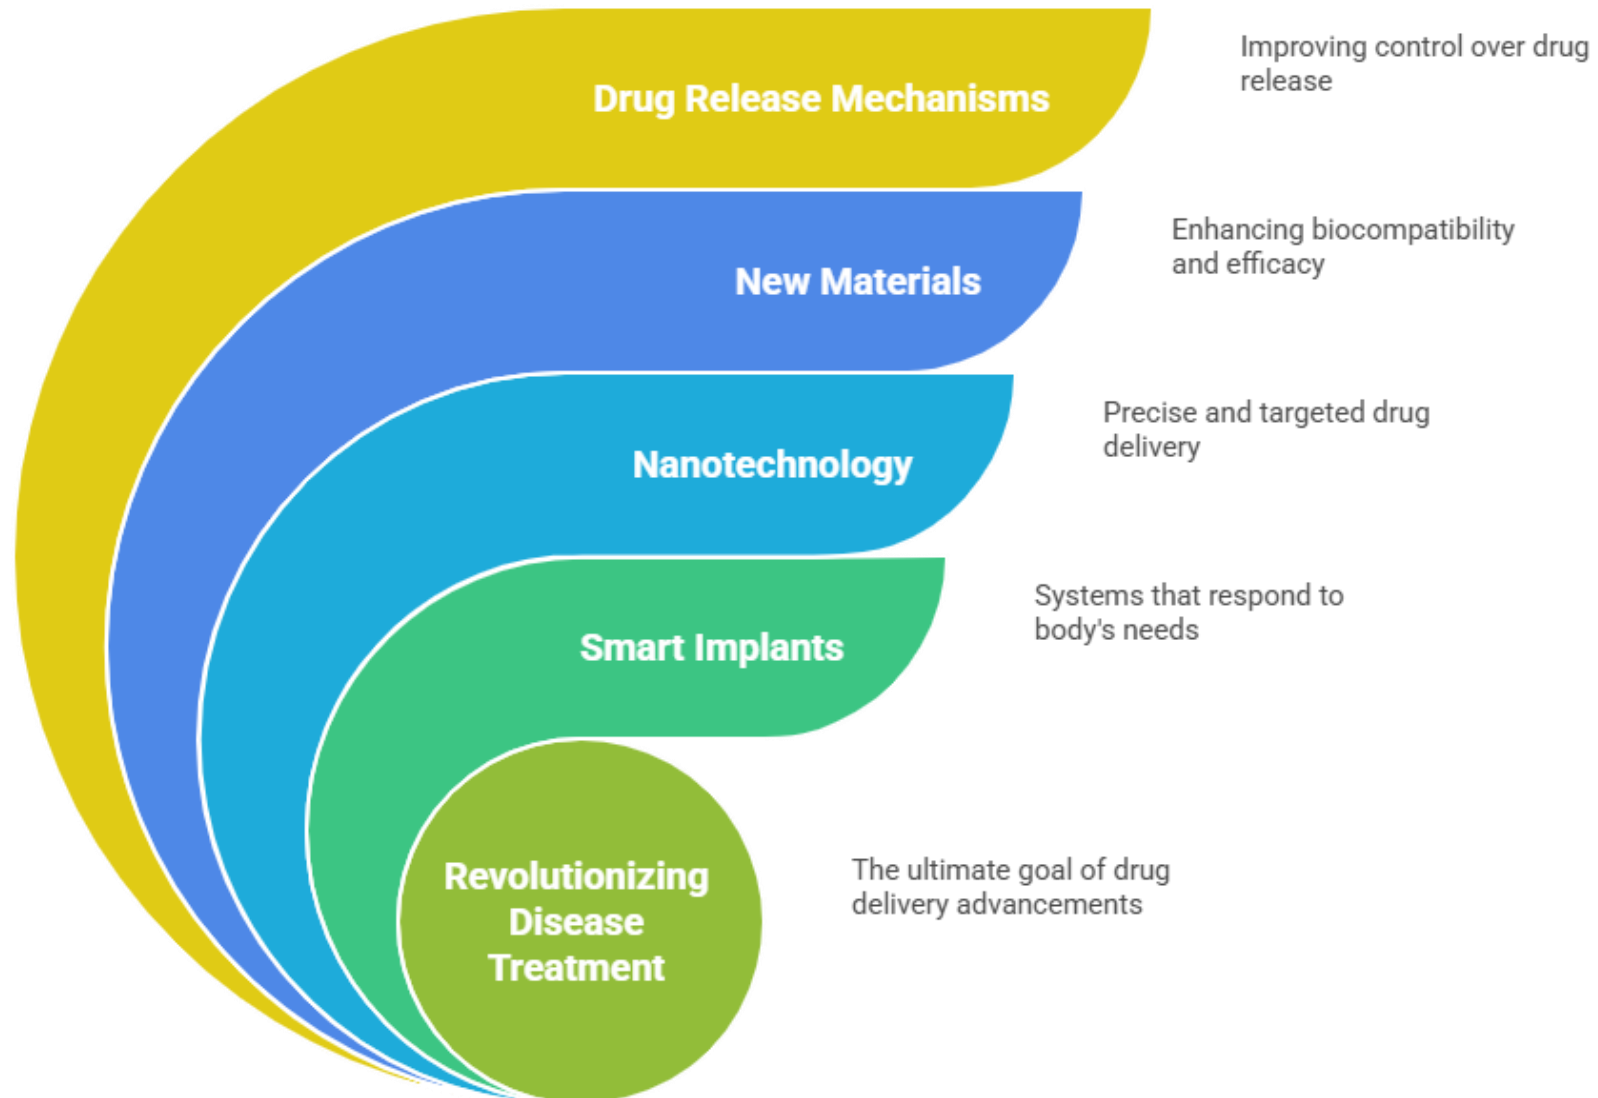 Drug Release Mechanisms
Improving control over drug
release
New Materials
Enhancing biocompatibility
and efficacy
Nanotechnology
Precise and targeted drug
delivery
Smart Implants
Systems that respond to
body's needs
Revolutionizing
Disease
Treatment
The ultimate goal of drug
delivery advancements